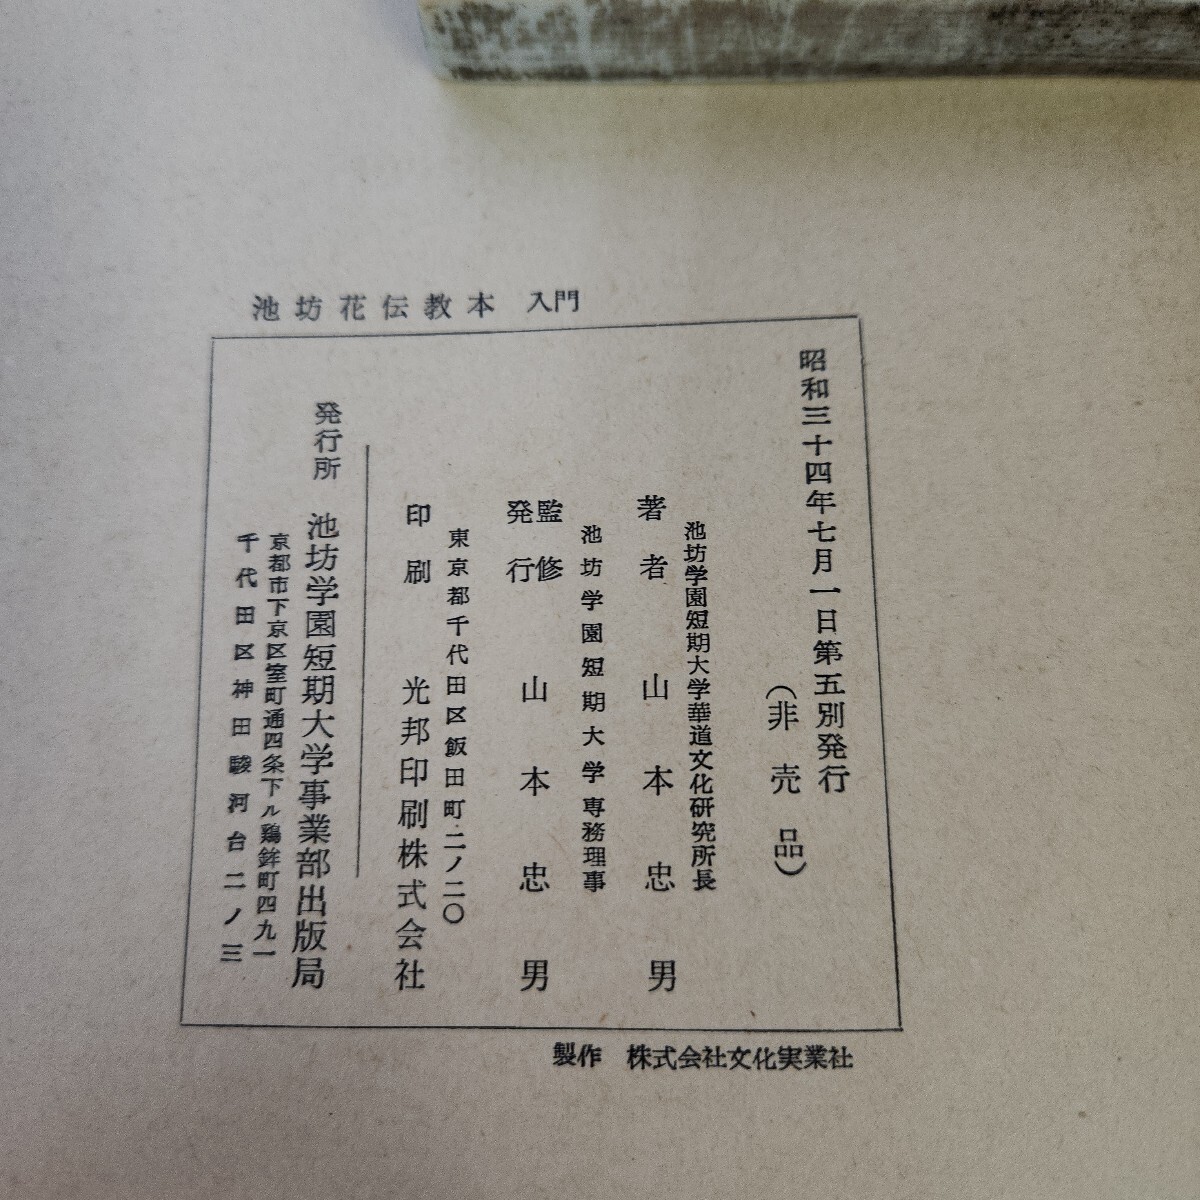 池坊花伝教本 入門
昭和三十四年七月一日第五別発行
(非売品)
池坊学園短期大学華道文化研究所長
著者 山本忠男
池坊学園短期大学専務理事
監修
発行 山本忠男
東京都千代田区飯田町二ノ二〇
印刷 光邦印刷株式会社
発行所 池坊学園短期大学事業部出版局
京都市下京区室町通四条下ル鶏鉾町四九一
千代田区神田駿河台二ノ三
製作 株式会社文化実業社